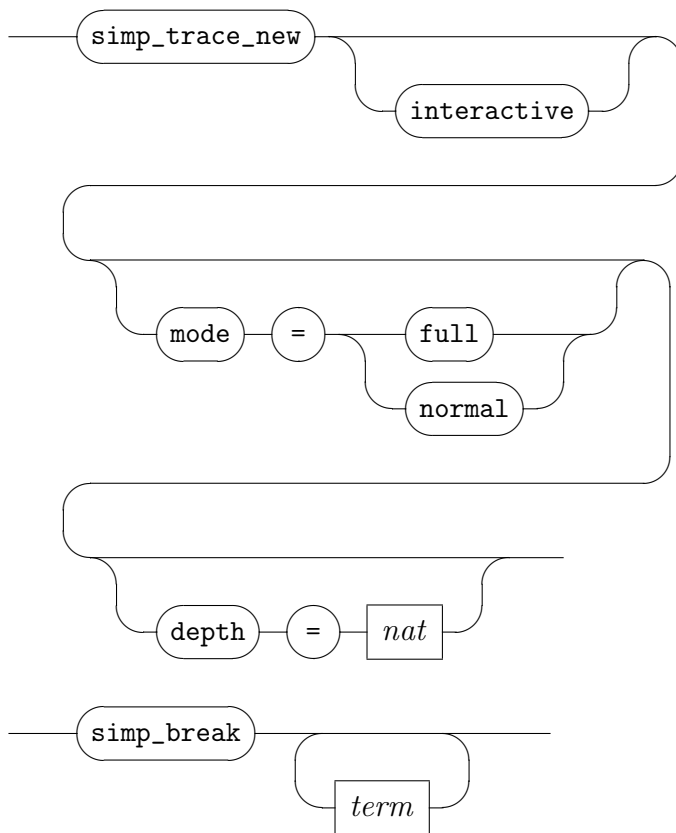 simp_trace_new
interactive
mode = full
normal
depth = nat
simp_break
term